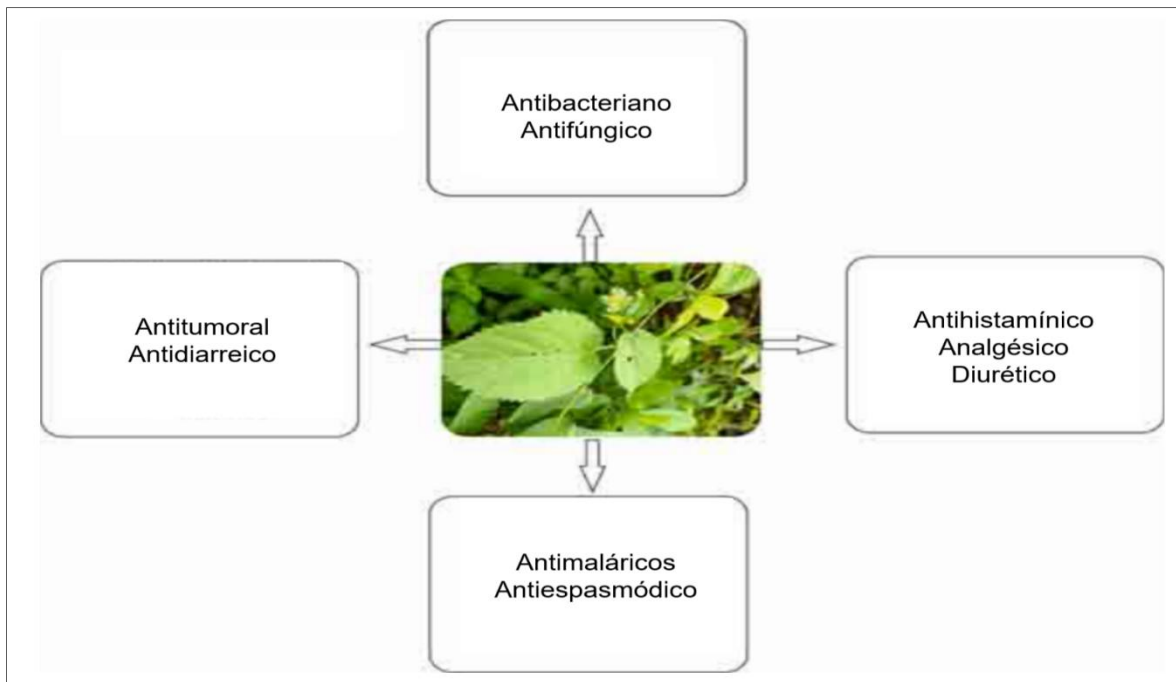 Antibacteriano
Antifúngico
Antitumoral
Antidiarreico
Antihistamínico
Analgésico
Diurético
Antimaláricos
Antiespasmódico